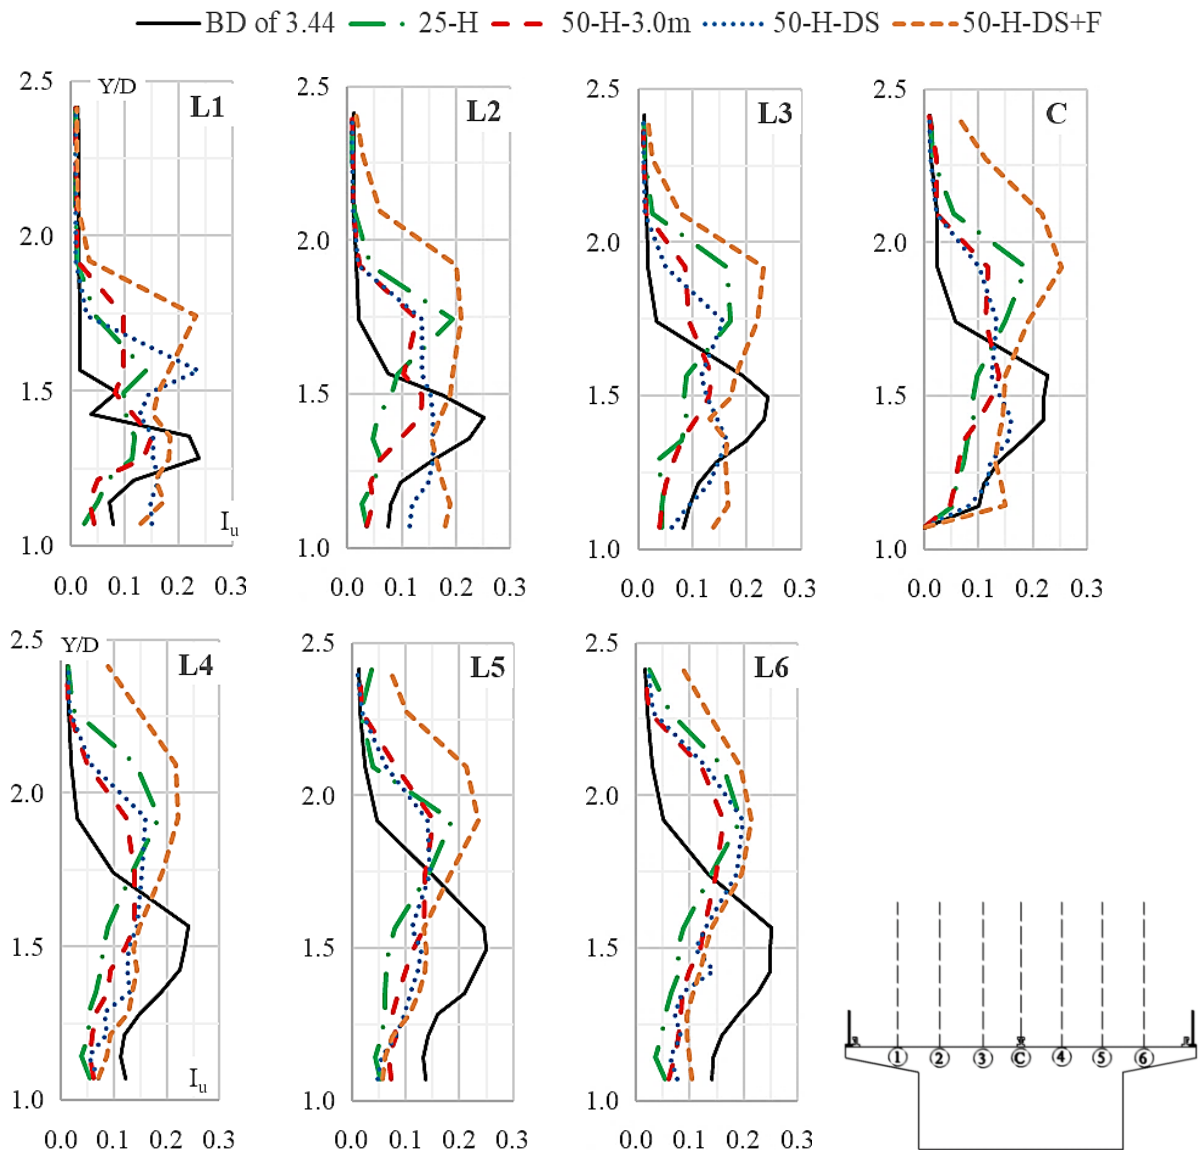 BD of 3.44 25-H 50-H-3.0m 50-H-DS 50-H-DS+F
2.5 Y/D L1 2.5 L2 2.5 L3 2.5 C
2.0 2.0 2.0 2.0
1.5 1.5 1.5 1.5
1.0 Iu 1.0 1.0 1.0
0.0 0.1 0.2 0.3 0.0 0.1 0.2 0.3 0.0 0.1 0.2 0.3 0.0 0.1 0.2 0.3
2.5 Y/D L4 2.5 L5 2.5 L6
2.0 2.0 2.0
1.5 1.5 1.5
1 2 3 C 4 5 6
1.0 Iu 1.0 1.0
0.0 0.1 0.2 0.3 0.0 0.1 0.2 0.3 0.0 0.1 0.2 0.3